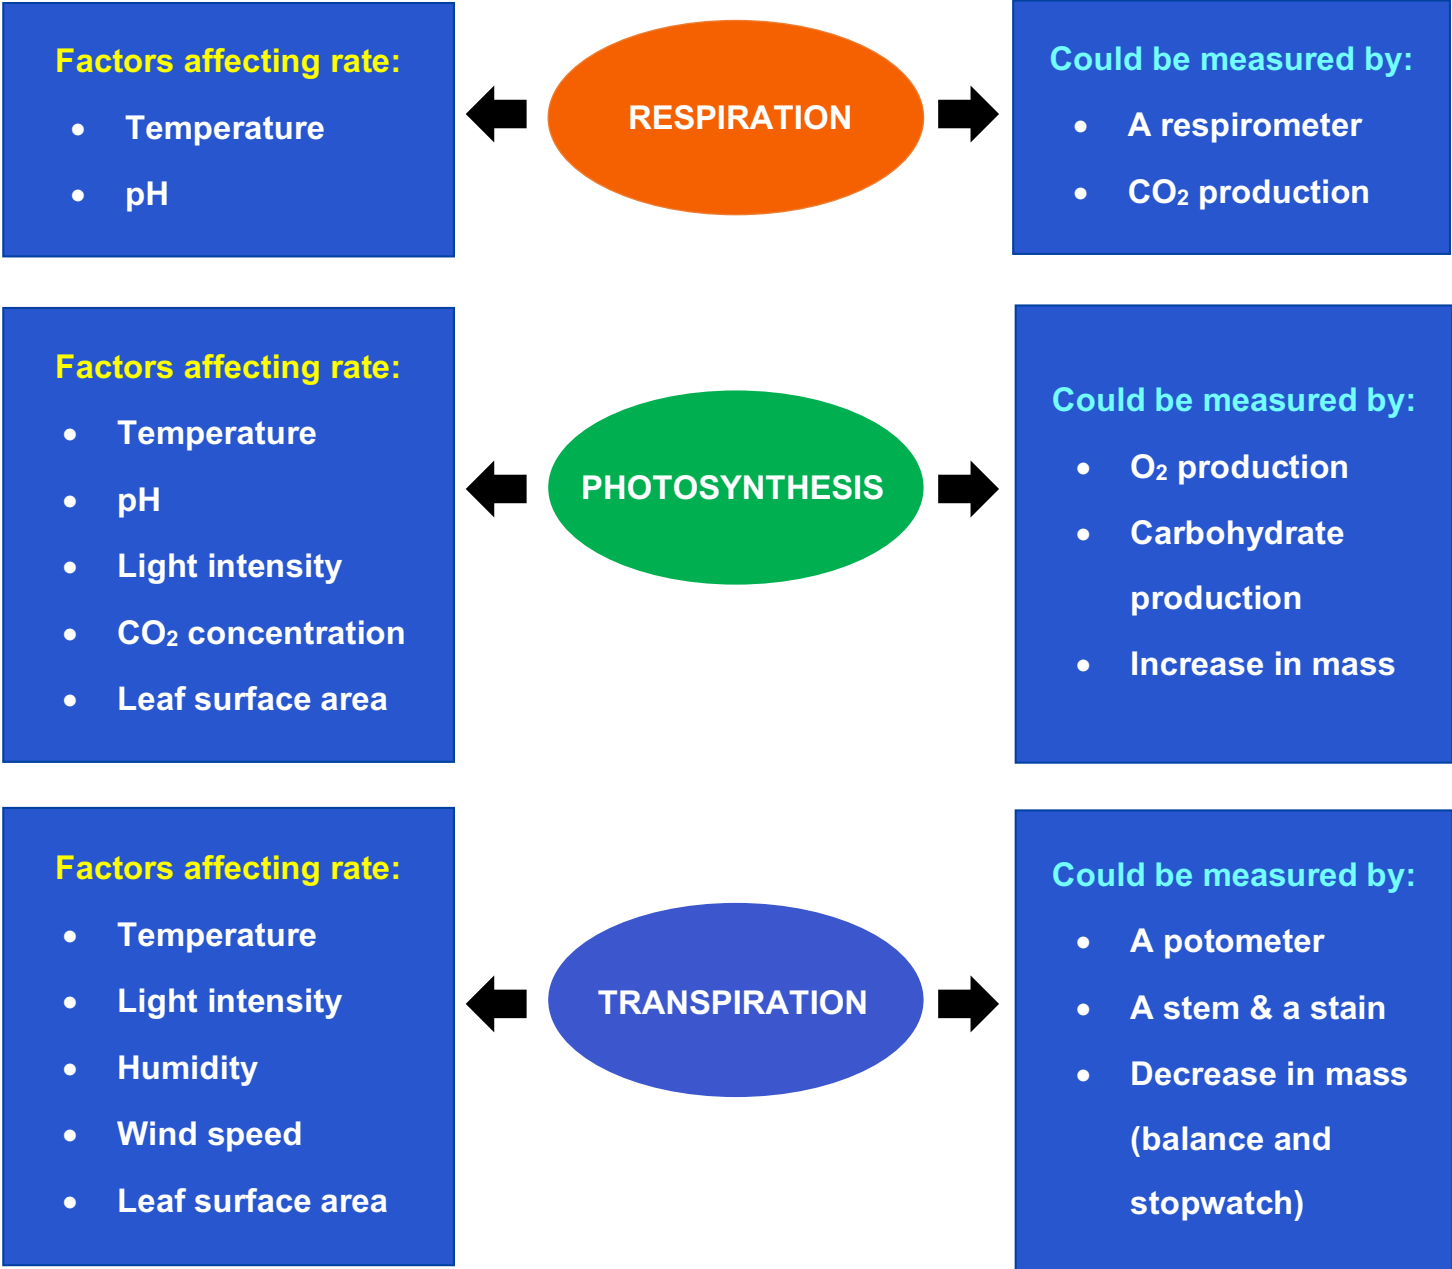 Factors affecting rate:
• Temperature
• pH
RESPIRATION
Could be measured by:
• A respirometer
• CO₂ production
Factors affecting rate:
• Temperature
• pH
• Light intensity
• CO₂ concentration
• Leaf surface area
PHOTOSYNTHESIS
Could be measured by:
• O₂ production
• Carbohydrate
production
• Increase in mass
Factors affecting rate:
• Temperature
• Light intensity
• Humidity
• Wind speed
• Leaf surface area
TRANSPIRATION
Could be measured by:
• A potometer
• A stem & a stain
• Decrease in mass
(balance and
stopwatch)